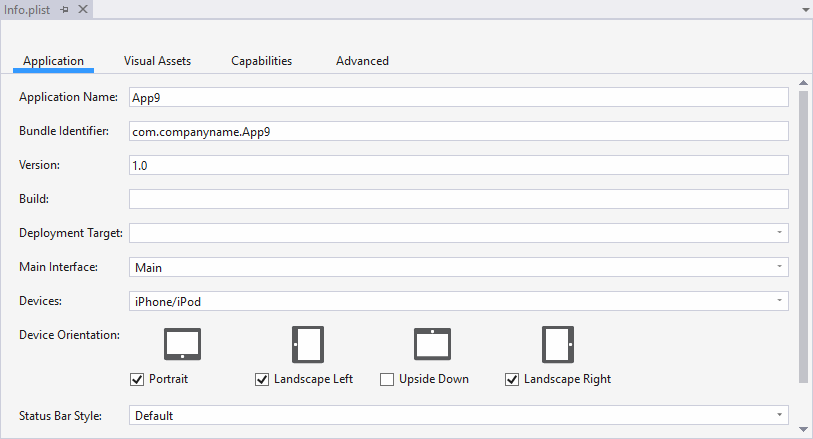 Info.plist
Application Visual Assets Capabilities Advanced
Application Name: App9
Bundle Identifier: com.companyname.App9
Version: 1.0
Build:
Deployment Target:
Main Interface: Main
Devices: iPhone/iPod
Device Orientation:
Portrait Landscape Left Upside Down Landscape Right
Status Bar Style: Default